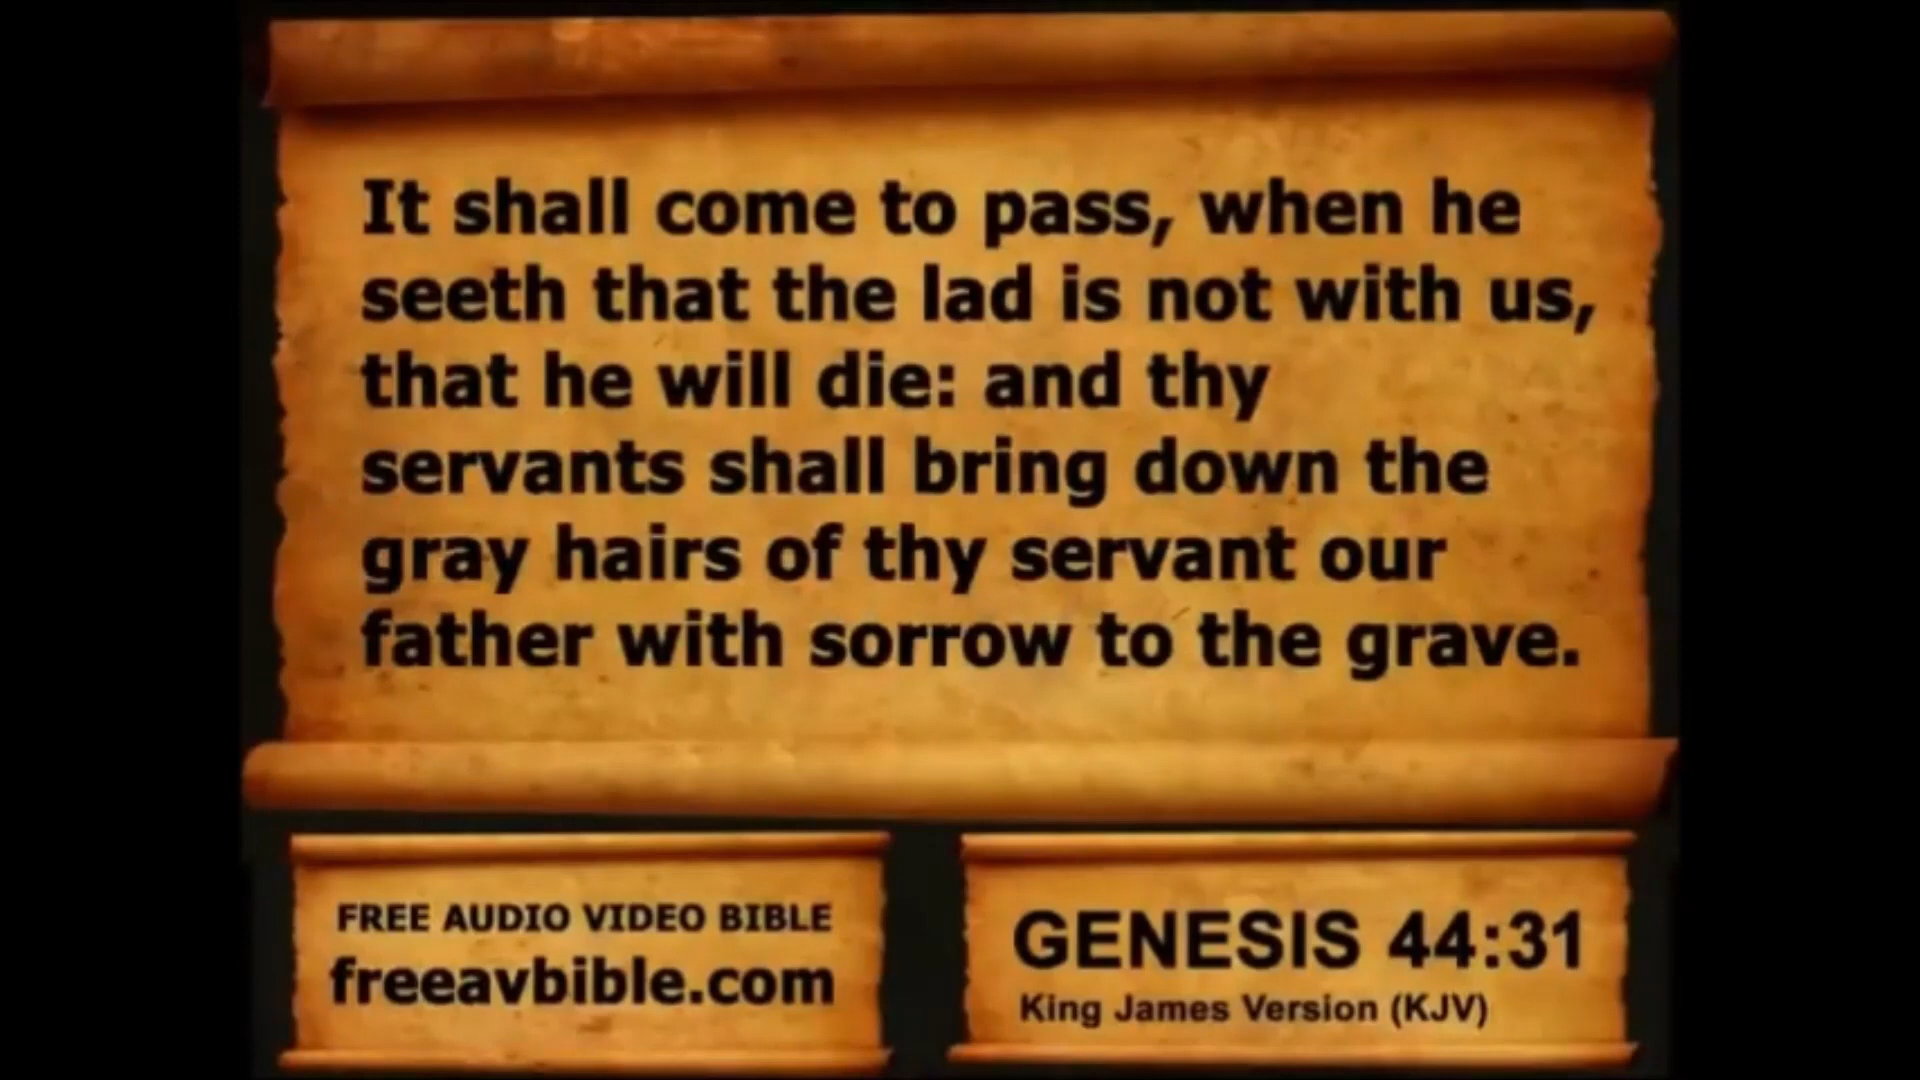 It shall come to pass, when he
seeth that the lad is not with us,
that he will die: and thy
servants shall bring down the
gray hairs of thy servant our
father with sorrow to the grave.
FREE AUDIO VIDEO BIBLE
freeavbible.com
GENESIS 44:31
King James Version (KJV)